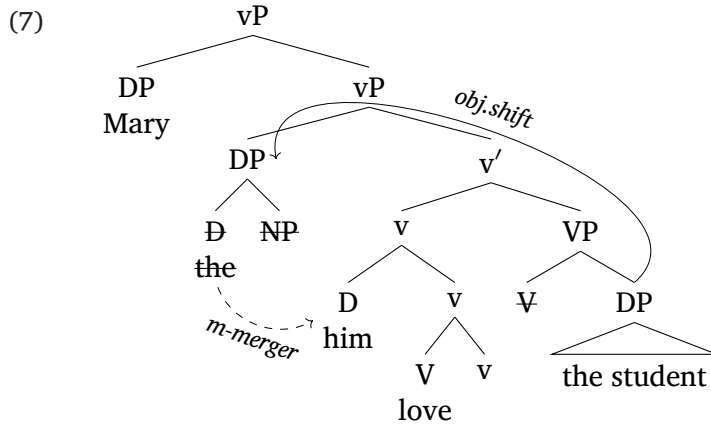 (7)
vP
DP vP
Mary
obj.shift
DP v′
D NP v VP
the
m-merger
D v V DP
him
V v the student
love